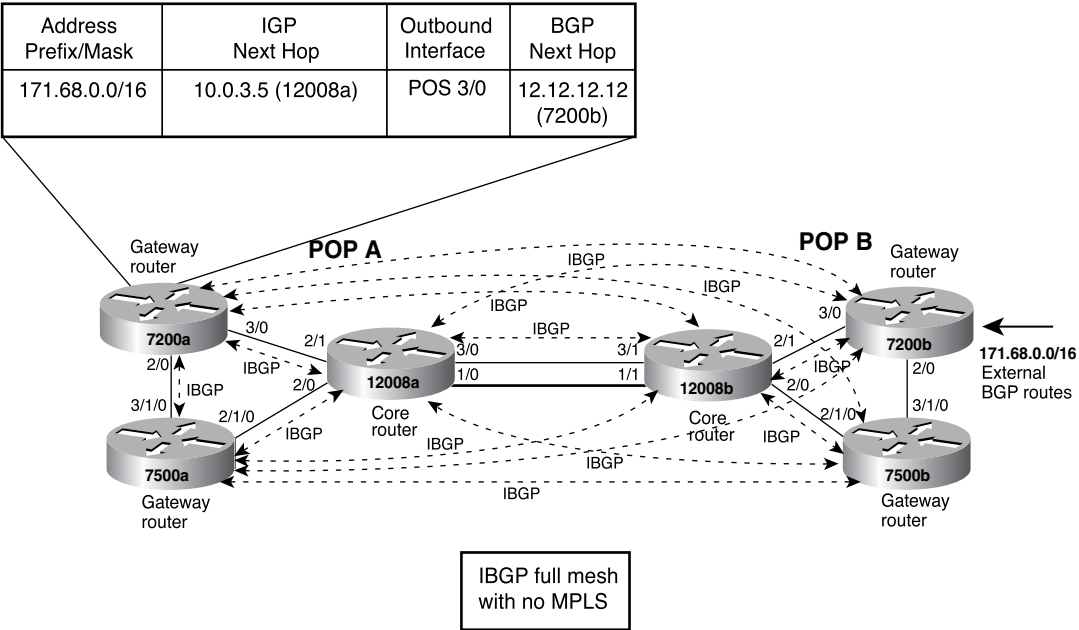 Address
Prefix/Mask
IGP
Next Hop
Outbound
Interface
BGP
Next Hop
171.68.0.0/16
10.0.3.5 (12008a)
POS 3/0
12.12.12.12
(7200b)
POP A
POP B
Gateway
router
Gateway
router
IBGP
IBGP
IBGP
7200a
3/0
2/1
IBGP
3/0
3/1
2/1
3/0
7200b
171.68.0.0/16
External
BGP routes
2/0
IBGP
2/0
12008a
1/0
1/1
12008b
2/0
IBGP
2/0
IBGP
3/1/0
2/1/0
Core
router
Core
router
2/1/0
3/1/0
IBGP
IBGP
IBGP
IBGP
7500a
7500b
IBGP
Gateway
router
Gateway
router
IBGP full mesh
with no MPLS